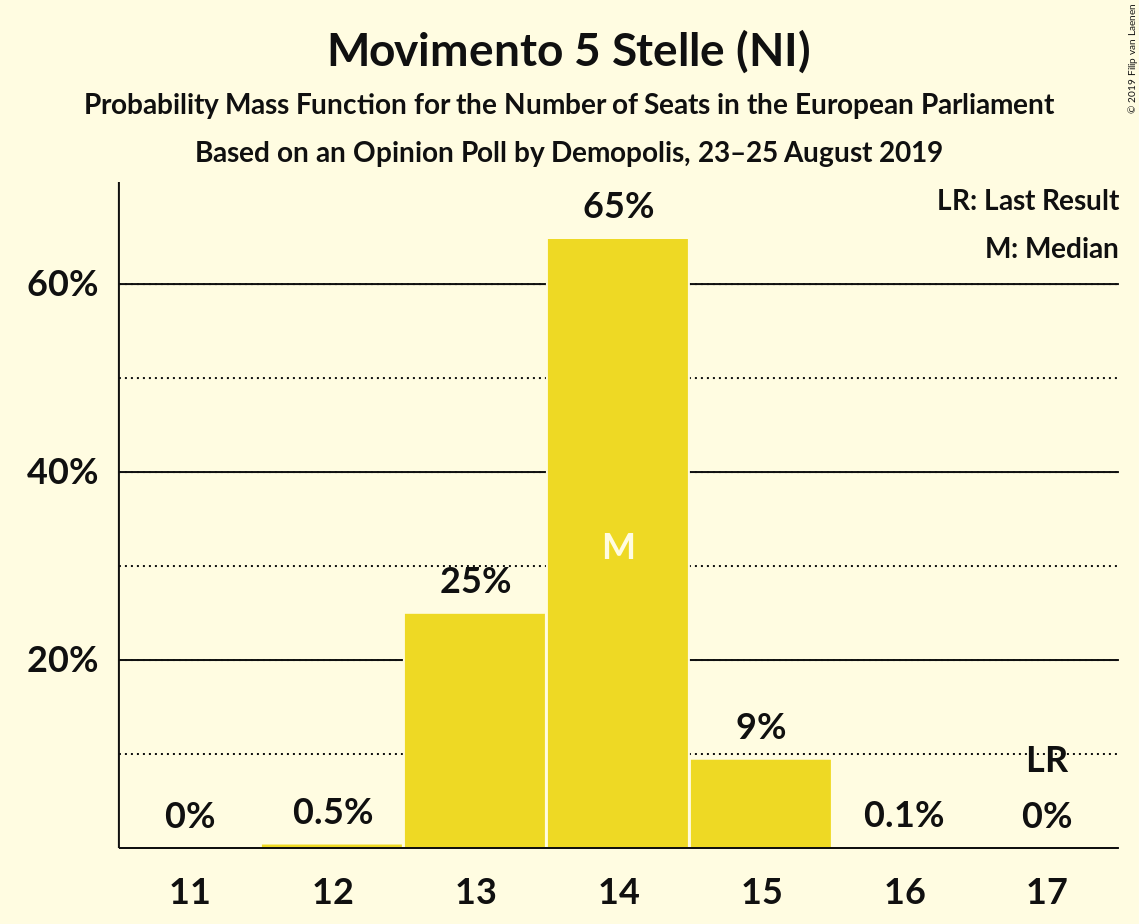 Movimento 5 Stelle (NI)
Probability Mass Function for the Number of Seats in the European Parliament
Based on an Opinion Poll by Demopolis, 23–25 August 2019
© 2019 Filip van Laenen
LR: Last Result
M: Median
65%
60%
40%
M
25%
20%
9%
LR
0%
0.5%
0.1%
0%
11
12
13
14
15
16
17